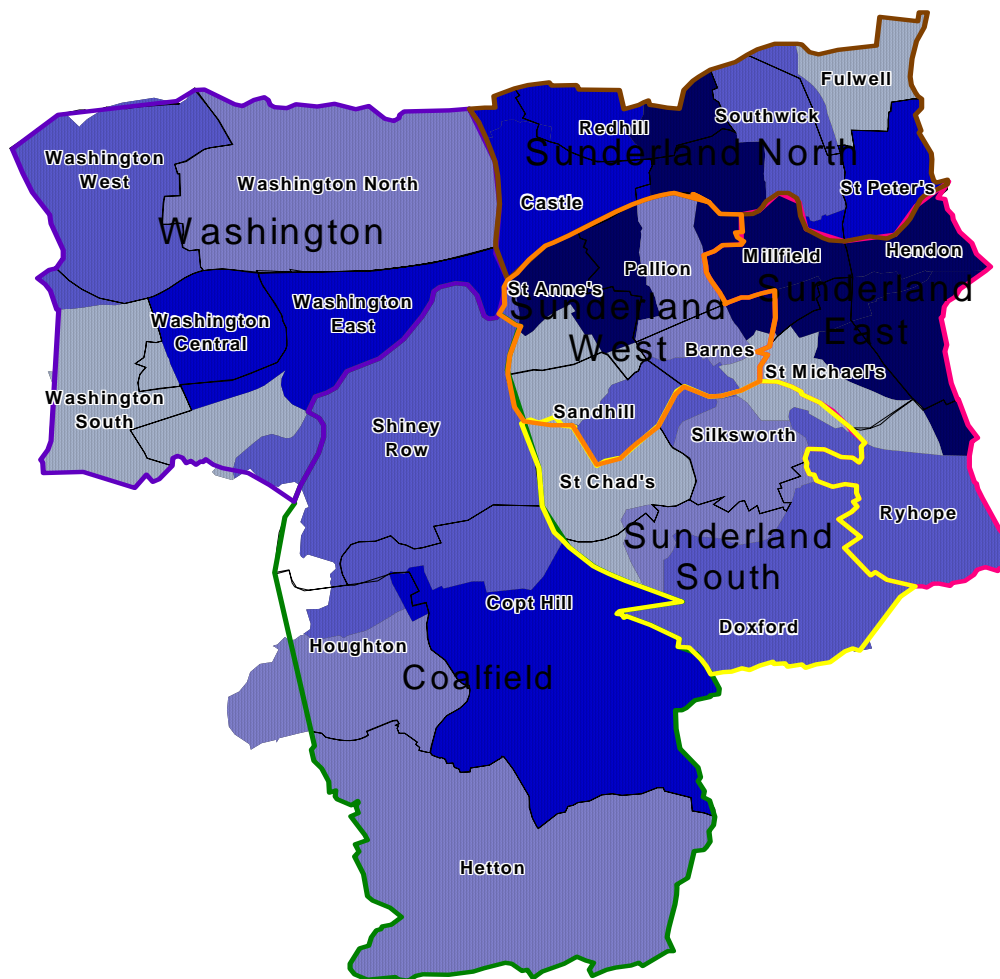 Fulwell
Southwick
Redhill
Sunderland North
Washington
West
Washington North
St Peter's
Castle
Washington
Hendon
Millfield
Pallion
St Anne's
Sunderland
East
Sunderland
West
Washington
East
Washington
Central
Barnes
St Michael's
Washington
South
Sandhill
Shiney
Row
Silksworth
St Chad's
Ryhope
Sunderland
South
Copt Hill
Doxford
Houghton
Coalfield
Hetton